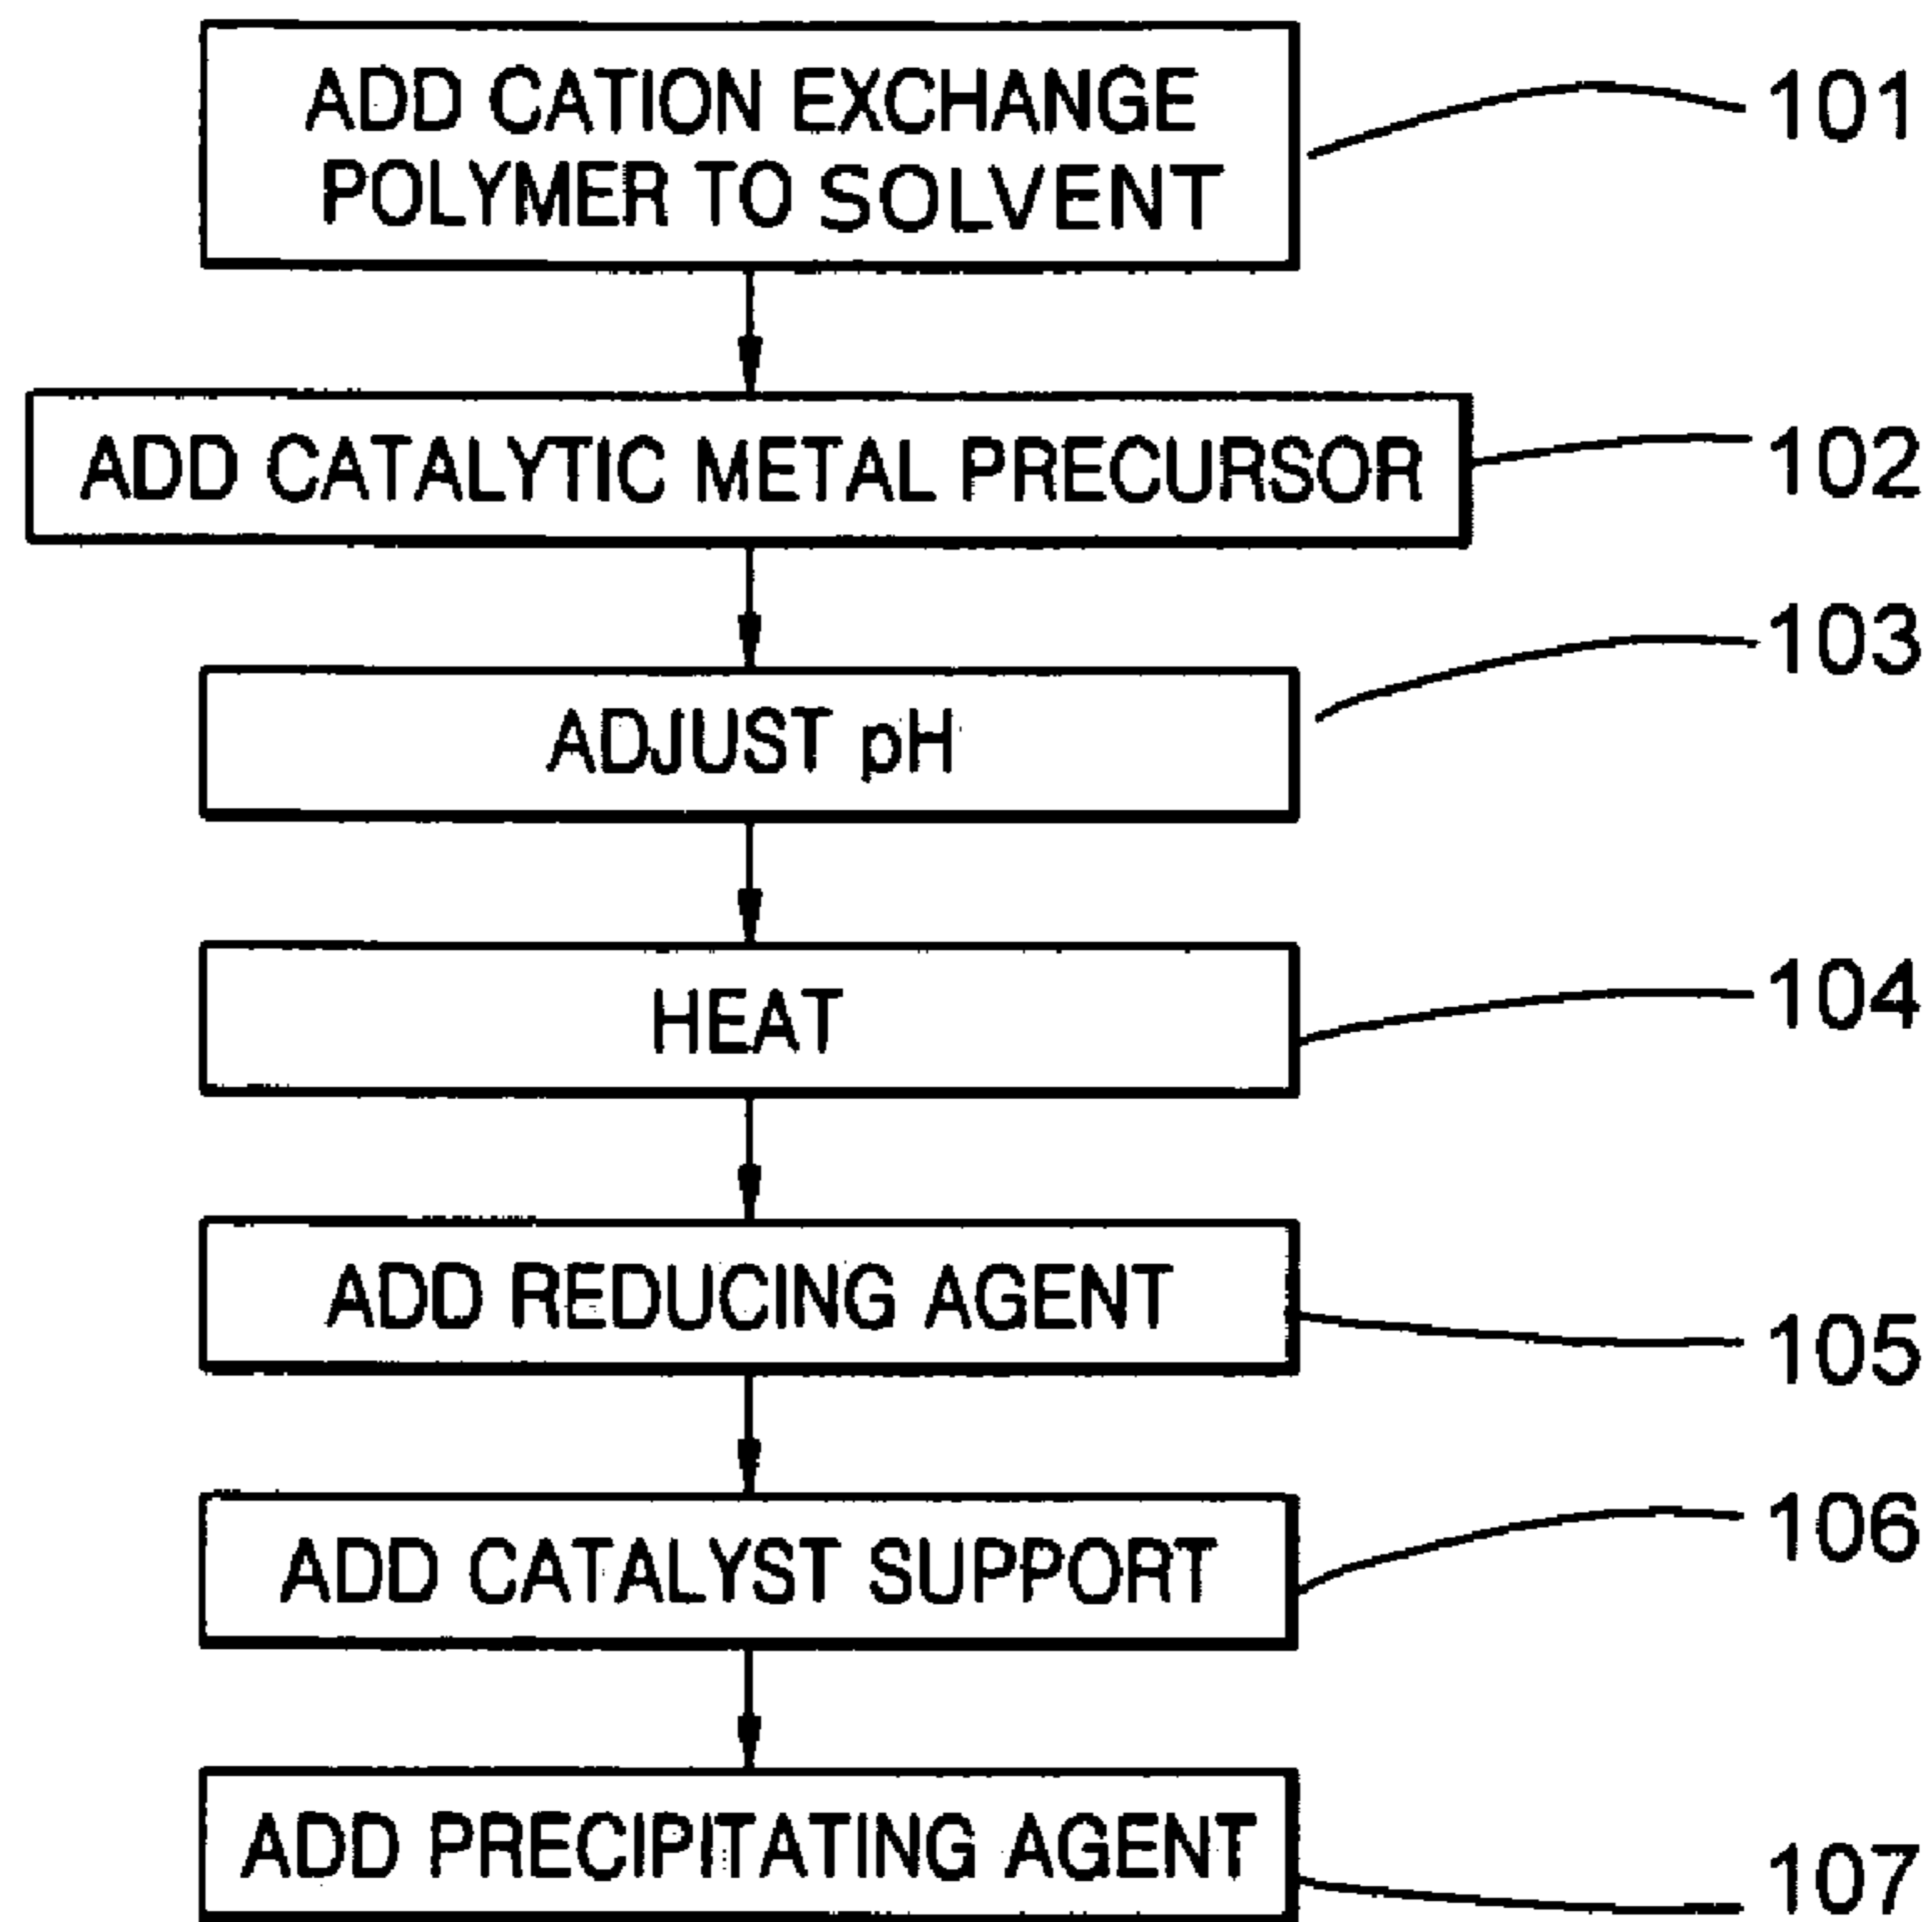 ADD CATION EXCHANGE
POLYMER TO SOLVENT
101
ADD CATALYTIC METAL PRECURSOR
102
ADJUST pH
103
HEAT
104
ADD REDUCING AGENT
105
ADD CATALYST SUPPORT
106
ADD PRECIPITATING AGENT
107